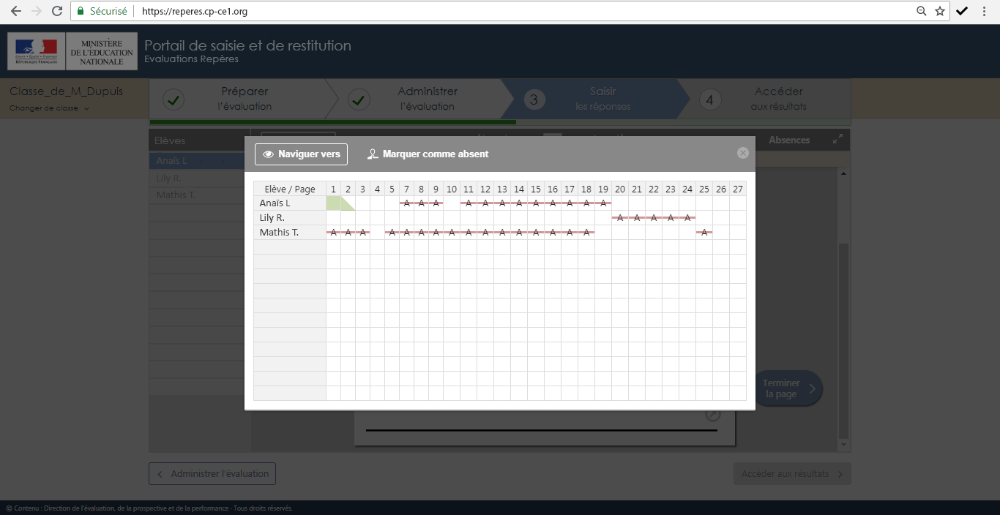 Sécurisé https://reperes.cp-ce1.org
MINISTÈRE
DE L'ÉDUCATION
NATIONALE
RÉPUBLIQUE FRANÇAISE
Portail de saisie et de restitution
Evaluations Repères
Classe_de_M_Dupuis
Changer de classe
Préparer
l'évaluation
Administrer
l'évaluation
3
Saisir
les réponses
4
Accéder
aux résultats
Elèves
Absences
Anaïs L
Lily R.
Mathis T.
Naviguer vers
Marquer comme absent
Elève / Page 1 2 3 4 5 7 8 9 10 11 12 13 14 15 16 17 18 19 20 21 22 23 24 25 26 27
Anaïs L A A A A A A A A A A A A
Lily R. A A A A A
Mathis T. A A A A A A A A A A A A A A A A A
Terminer
la page
Administrer l'évaluation
Accéder aux résultats
© Contenu : Direction de l'évaluation, de la prospective et de la performance - Tous droits réservés.